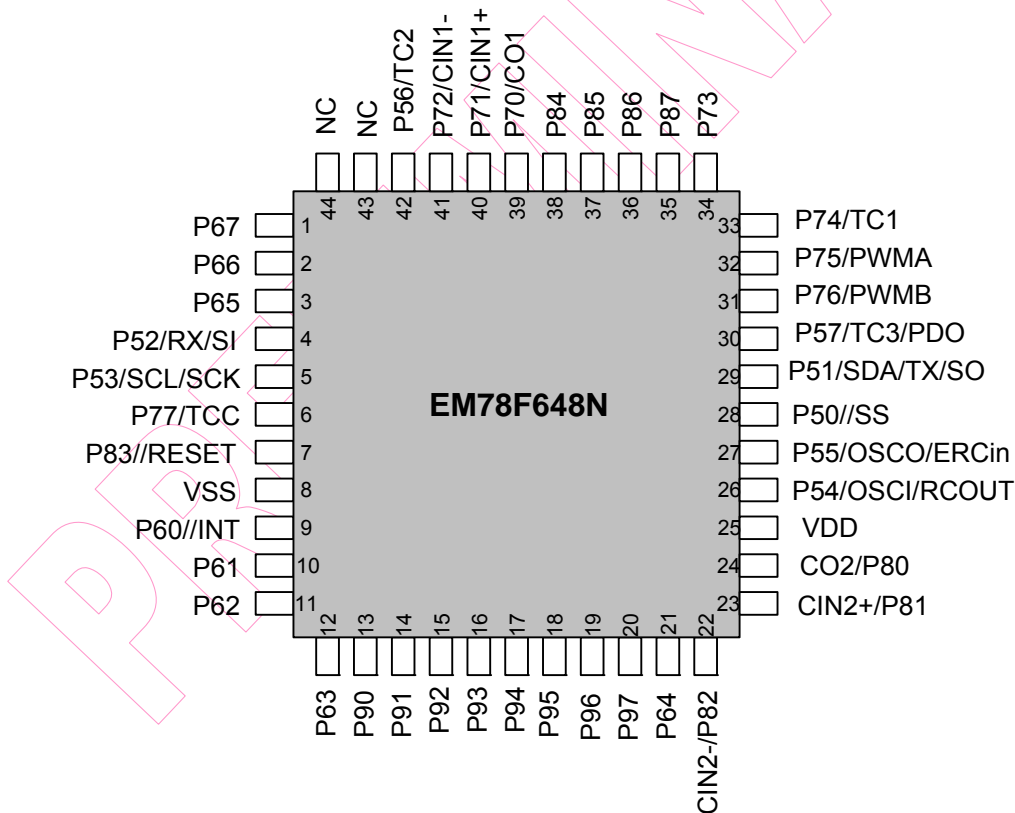 NC
NC
P56/TC2
P72/CIN1-
P71/CIN1+
P70/CO1
P84
P85
P86
P87
P73
44
43
42
41
40
39
38
37
36
35
34
P67 1
P66 2
P65 3
P52/RX/SI 4
P53/SCL/SCK 5
P77/TCC 6
P83//RESET 7
VSS 8
P60//INT 9
P61 10
P62 11
EM78F648N
33 P74/TC1
32 P75/PWMA
31 P76/PWMB
30 P57/TC3/PDO
29 P51/SDA/TX/SO
28 P50//SS
27 P55/OSCO/ERCin
26 P54/OSCI/RCOUT
25 VDD
24 CO2/P80
23 CIN2+/P81
12
13
14
15
16
17
18
19
20
21
22
P63
P90
P91
P92
P93
P94
P95
P96
P97
P64
CIN2-/P82